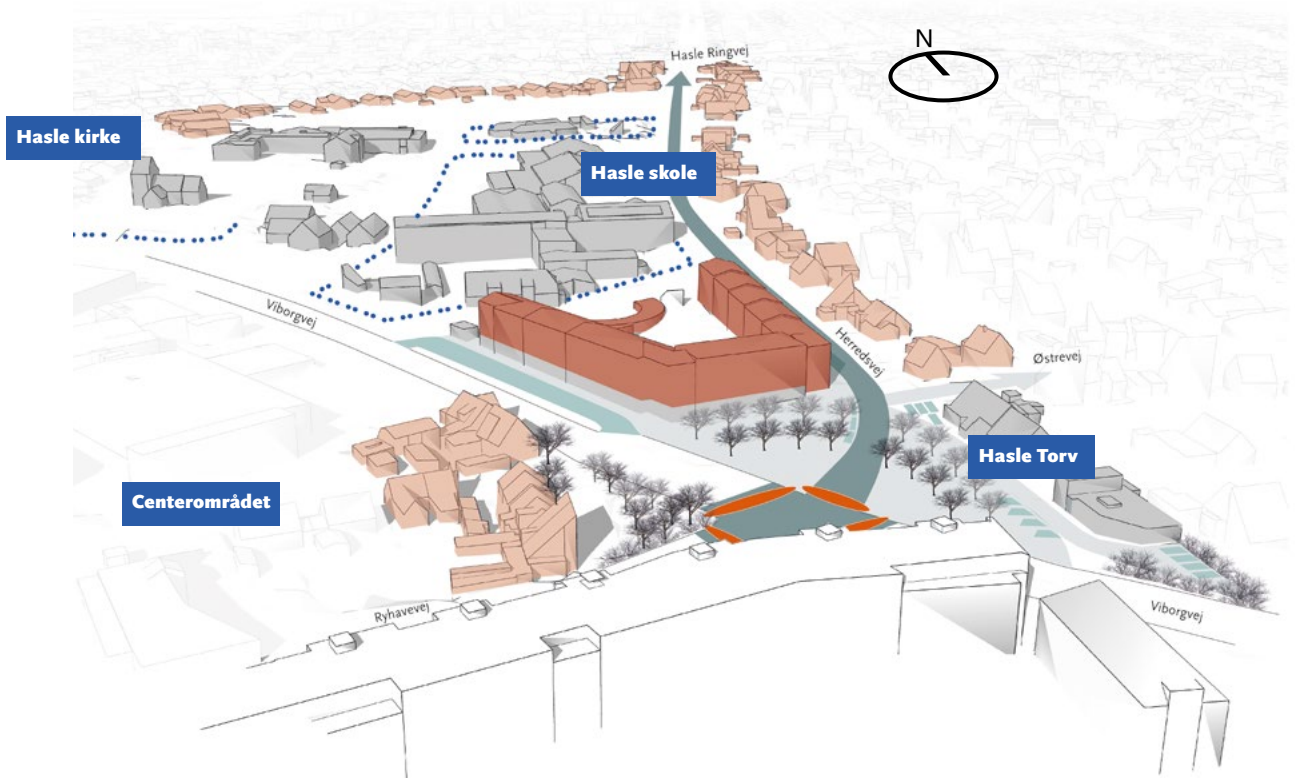 N
Hasle Ringvej
Hasle kirke
Hasle skole
Viborgvej
Herredsvej
Østrevej
Hasle Torv
Centerområdet
Ryhavevej
Viborgvej